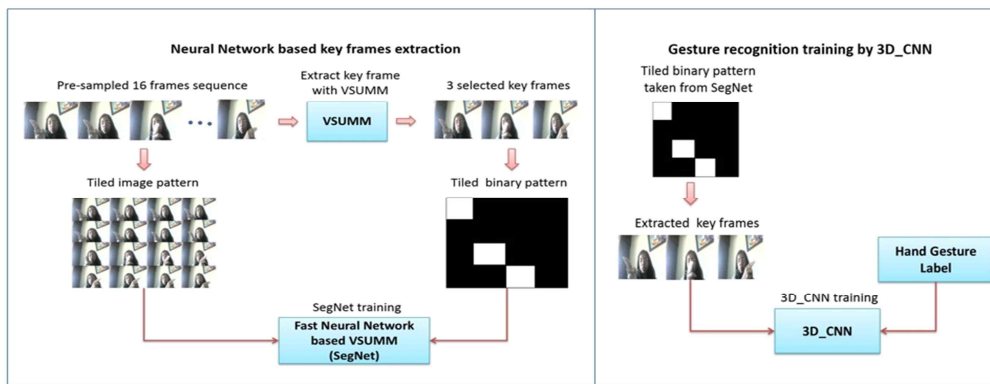 Neural Network based key frames extraction
Pre-sampled 16 frames sequence
Extract key frame
with VSUMM
3 selected key frames
VSUMM
Tiled image pattern
Tiled binary pattern
SegNet training
Fast Neural Network
based VSUMM
(SegNet)
Gesture recognition training by 3D_CNN
Tiled binary pattern
taken from SegNet
Extracted key frames
Hand Gesture
Label
3D_CNN training
3D_CNN